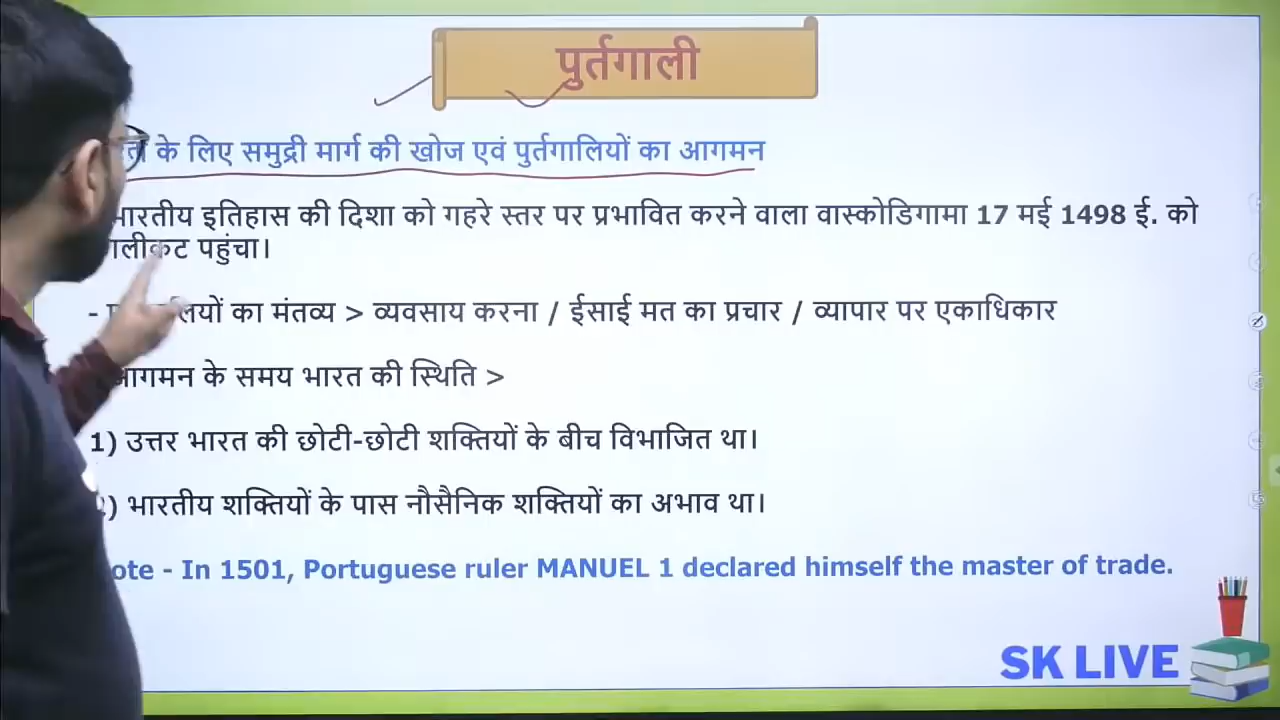 पुर्तगाली
के लिए समुद्री मार्ग की खोज एवं पुर्तगालियों का आगमन
भारतीय इतिहास की दिशा को गहरे स्तर पर प्रभावित करने वाला वास्कोडिगामा 17 मई 1498 ई. को
पहुंचा।
- का मंतव्य > व्यवसाय करना / ईसाई मत का प्रचार / व्यापार पर एकाधिकार
आगमन के समय भारत की स्थिति >
1) उत्तर भारत की छोटी-छोटी शक्तियों के बीच विभाजित था।
2) भारतीय शक्तियों के पास नौसैनिक शक्तियों का अभाव था।
Note - In 1501, Portuguese ruler MANUEL 1 declared himself the master of trade.
SK LIVE